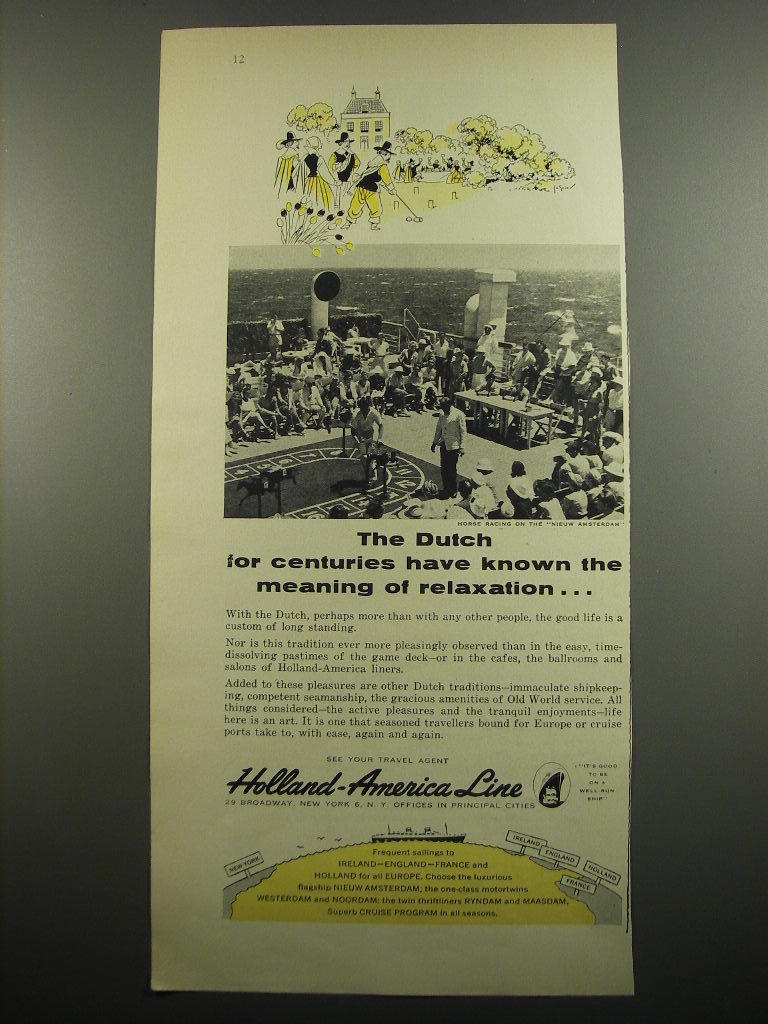 12
HORSE RACING ON THE "NIEUW AMSTERDAM"
The Dutch
for centuries have known the
meaning of relaxation...
With the Dutch, perhaps more than with any other people, the good life is a
custom of long standing.
Nor is this tradition ever more pleasingly observed than in the easy, time-
dissolving pastimes of the game deck—or in the cafes, the ballrooms and
salons of Holland-America liners.
Added to these pleasures are other Dutch traditions—immaculate shipkeep-
ing, competent seamanship, the gracious amenities of Old World service. All
things considered—the active pleasures and the tranquil enjoyments—life
here is an art. It is one that seasoned travellers bound for Europe or cruise
ports take to, with ease, again and again.
SEE YOUR TRAVEL AGENT
Holland-America Line
29 BROADWAY, NEW YORK 6, N. Y. OFFICES IN PRINCIPAL CITIES
"IT'S GOOD
TO BE
ON A
WELL-RUN
SHIP"
NEW YORK
IRELAND
ENGLAND
HOLLAND
FRANCE
Frequent sailings to
IRELAND—ENGLAND—FRANCE and
HOLLAND for all EUROPE. Choose the luxurious
flagship NIEUW AMSTERDAM; the one-class motortwins
WESTERDAM and NOORDAM; the twin thriftliners RYNDAM and MAASDAM.
Superb CRUISE PROGRAM in all seasons.